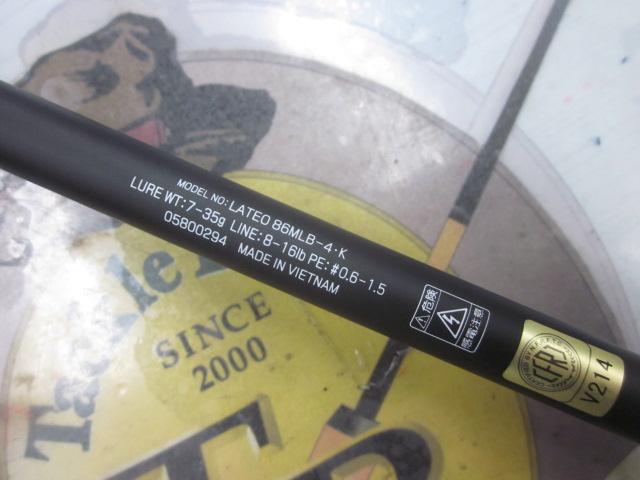 MODEL NO: LATEO 86MLB-4・K
LURE WT: 7-35g LINE: 8-16lb PE: #0.6-1.5
05800294 MADE IN VIETNAM
危険
感電注意
V214
Tackle
SINCE
2000